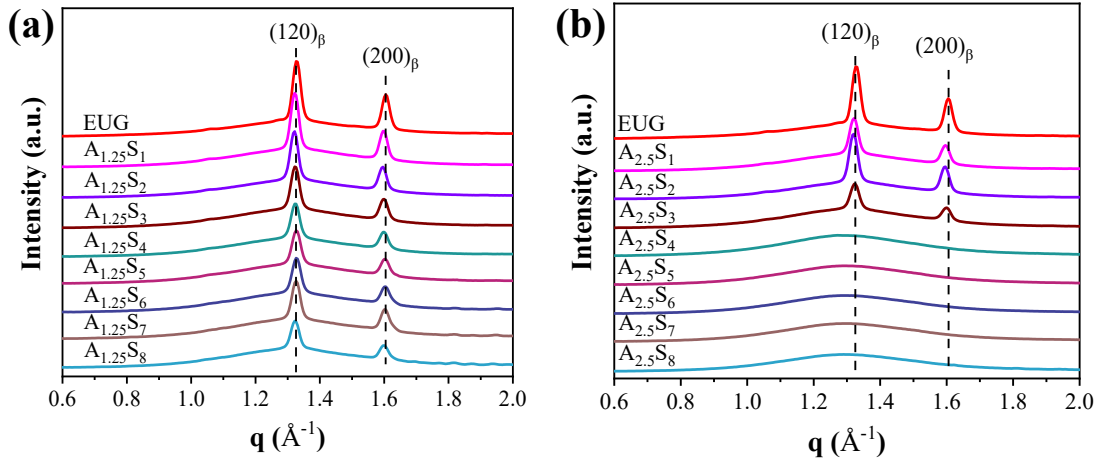 (a)
(120)β
(200)β
EUG
A1.25S1
A1.25S2
A1.25S3
A1.25S4
A1.25S5
A1.25S6
A1.25S7
A1.25S8
Intensity (a.u.)
0.6 0.8 1.0 1.2 1.4 1.6 1.8 2.0
q (Å-1)
(b)
(120)β
(200)β
EUG
A2.5S1
A2.5S2
A2.5S3
A2.5S4
A2.5S5
A2.5S6
A2.5S7
A2.5S8
Intensity (a.u.)
0.6 0.8 1.0 1.2 1.4 1.6 1.8 2.0
q (Å-1)